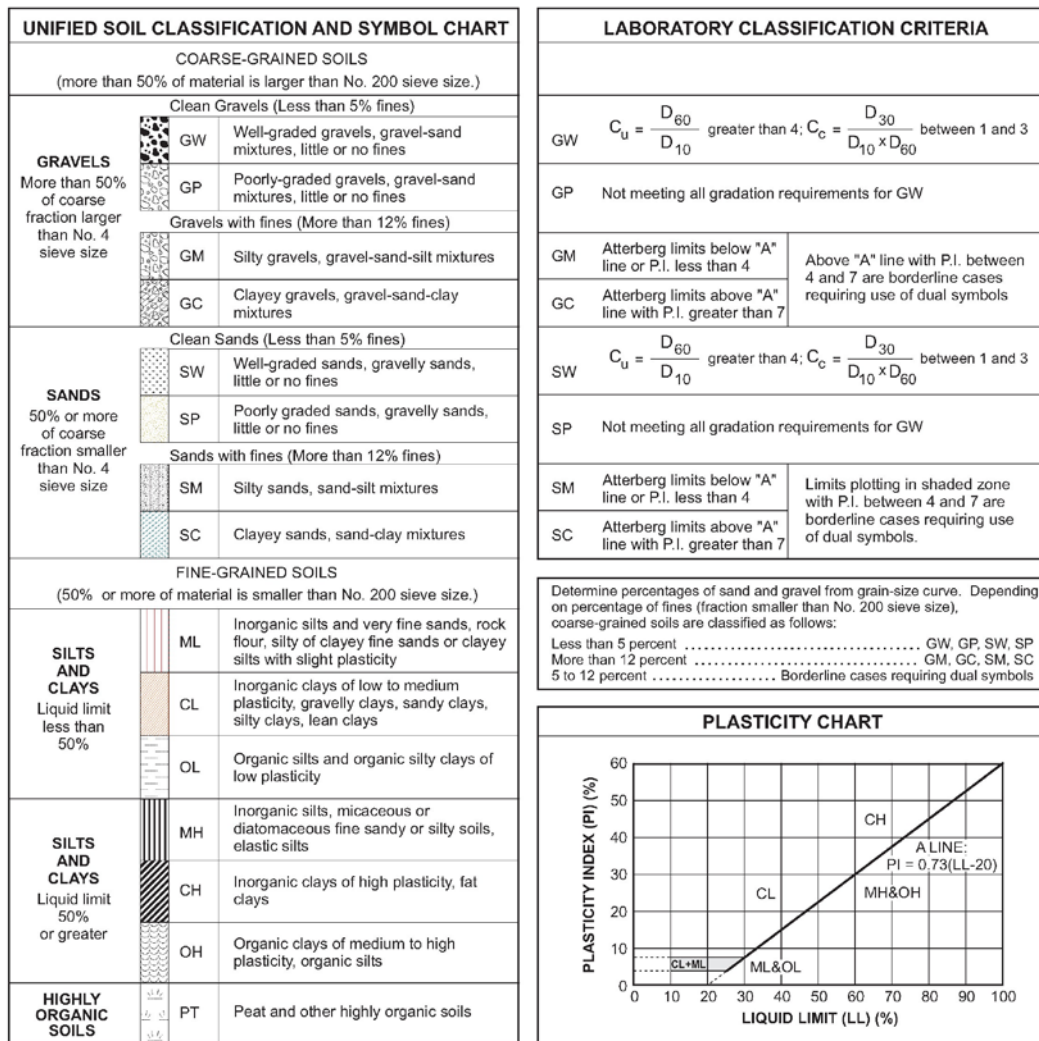 UNIFIED SOIL CLASSIFICATION AND SYMBOL CHART
COARSE-GRAINED SOILS
(more than 50% of material is larger than No. 200 sieve size.)
Clean Gravels (Less than 5% fines)
GRAVELS
More than 50%
of coarse
fraction larger
than No. 4
sieve size
GW
Well-graded gravels, gravel-sand
mixtures, little or no fines
GP
Poorly-graded gravels, gravel-sand
mixtures, little or no fines
Gravels with fines (More than 12% fines)
GM
Silty gravels, gravel-sand-silt mixtures
GC
Clayey gravels, gravel-sand-clay
mixtures
Clean Sands (Less than 5% fines)
SANDS
50% or more
of coarse
fraction smaller
than No. 4
sieve size
SW
Well-graded sands, gravelly sands,
little or no fines
SP
Poorly graded sands, gravelly sands,
little or no fines
Sands with fines (More than 12% fines)
SM
Silty sands, sand-silt mixtures
SC
Clayey sands, sand-clay mixtures
FINE-GRAINED SOILS
(50% or more of material is smaller than No. 200 sieve size.)
SILTS
AND
CLAYS
Liquid limit
less than
50%
ML
Inorganic silts and very fine sands, rock
flour, silty of clayey fine sands or clayey
silts with slight plasticity
CL
Inorganic clays of low to medium
plasticity, gravelly clays, sandy clays,
silty clays, lean clays
OL
Organic silts and organic silty clays of
low plasticity
SILTS
AND
CLAYS
Liquid limit
50%
or greater
MH
Inorganic silts, micaceous or
diatomaceous fine sandy or silty soils,
elastic silts
CH
Inorganic clays of high plasticity, fat
clays
OH
Organic clays of medium to high
plasticity, organic silts
HIGHLY
ORGANIC
SOILS
PT
Peat and other highly organic soils
LABORATORY CLASSIFICATION CRITERIA
GW
Cu = D60 / D10 greater than 4; Cc = D30 / D10 x D60 between 1 and 3
GP
Not meeting all gradation requirements for GW
GM
Atterberg limits below "A"
line or P.I. less than 4
GC
Atterberg limits above "A"
line with P.I. greater than 7
Above "A" line with P.I. between
4 and 7 are borderline cases
requiring use of dual symbols
SW
Cu = D60 / D10 greater than 4; Cc = D30 / D10 x D60 between 1 and 3
SP
Not meeting all gradation requirements for GW
SM
Atterberg limits below "A"
line or P.I. less than 4
SC
Atterberg limits above "A"
line with P.I. greater than 7
Limits plotting in shaded zone
with P.I. between 4 and 7 are
borderline cases requiring use
of dual symbols.
Determine percentages of sand and gravel from grain-size curve. Depending
on percentage of fines (fraction smaller than No. 200 sieve size),
coarse-grained soils are classified as follows:
Less than 5 percent .................................. GW, GP, SW, SP
More than 12 percent ................................ GM, GC, SM, SC
5 to 12 percent .................. Borderline cases requiring dual symbols
PLASTICITY CHART
PLASTICITY INDEX (PI) (%)
60
50
40
30
20
10
0
CH
A LINE:
PI = 0.73(LL-20)
CL
MH&OH
CL+ML
ML&OL
0 10 20 30 40 50 60 70 80 90 100
LIQUID LIMIT (LL) (%)